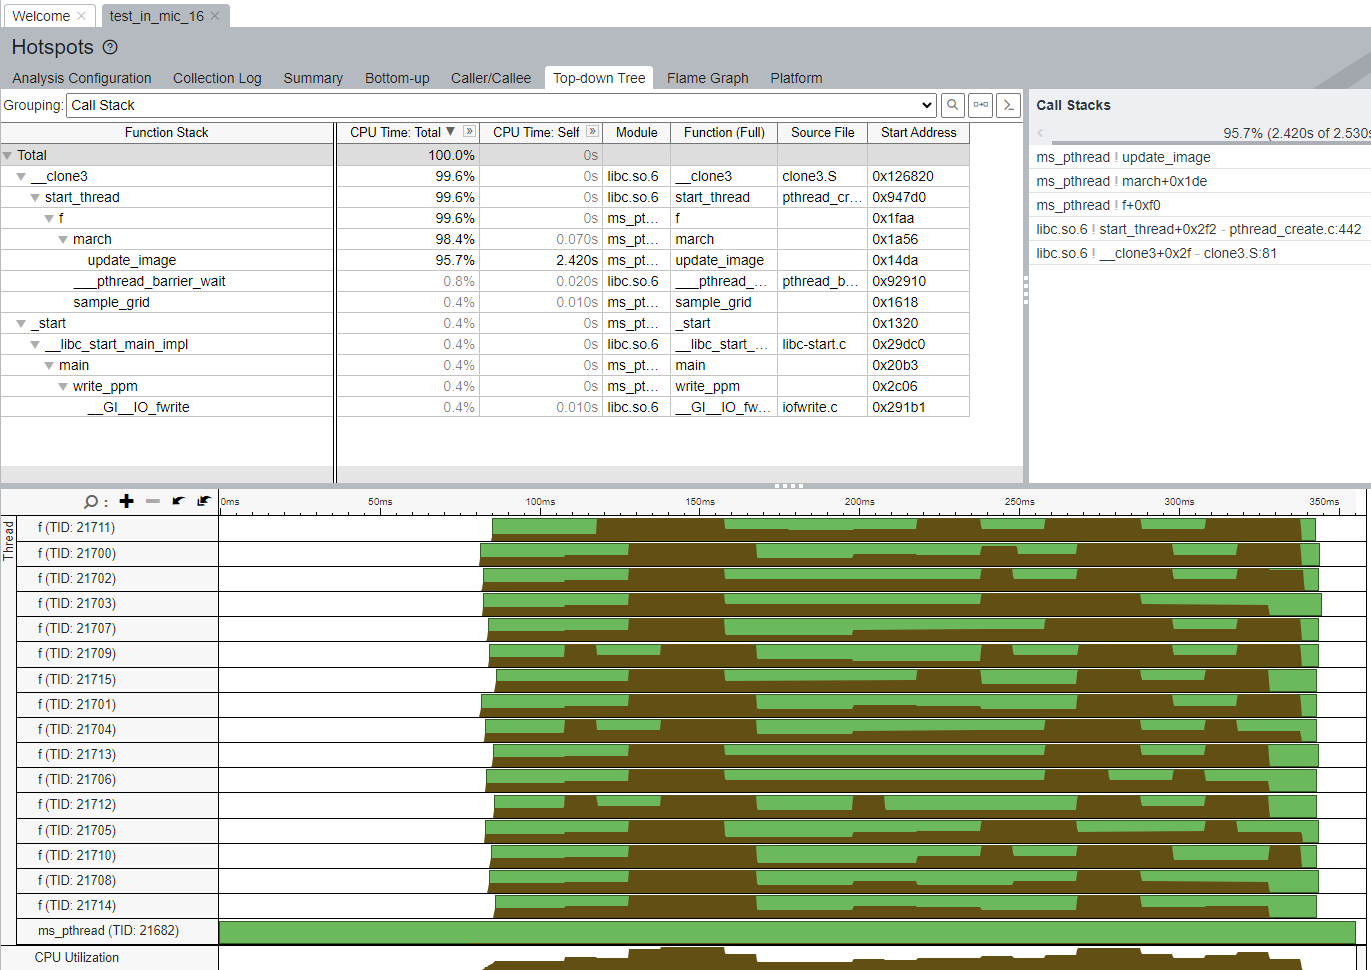 Welcome × test_in_mic_16 ×
Hotspots ?
Analysis Configuration Collection Log Summary Bottom-up Caller/Callee Top-down Tree Flame Graph Platform
Grouping: Call Stack
Function Stack CPU Time: Total ▼ » CPU Time: Self » Module Function (Full) Source File Start Address
Total 100.0% 0s
__clone3 99.6% 0s libc.so.6 __clone3 clone3.S 0x126820
start_thread 99.6% 0s libc.so.6 start_thread pthread_cr... 0x947d0
f 99.6% 0s ms_pt... f 0x1faa
march 98.4% 0.070s ms_pt... march 0x1a56
update_image 95.7% 2.420s ms_pt... update_image 0x14da
___pthread_barrier_wait 0.8% 0.020s libc.so.6 ___pthread_... pthread_b... 0x92910
sample_grid 0.4% 0.010s ms_pt... sample_grid 0x1618
_start 0.4% 0s ms_pt... _start 0x1320
__libc_start_main_impl 0.4% 0s libc.so.6 __libc_start_... libc-start.c 0x29dc0
main 0.4% 0s ms_pt... main 0x20b3
write_ppm 0.4% 0s ms_pt... write_ppm 0x2c06
__GI__IO_fwrite 0.4% 0.010s libc.so.6 __GI__IO_fw... iofwrite.c 0x291b1
Call Stacks
95.7% (2.420s of 2.530s
ms_pthread ! update_image
ms_pthread ! march+0x1de
ms_pthread ! f+0xf0
libc.so.6 ! start_thread+0x2f2 - pthread_create.c:442
libc.so.6 ! __clone3+0x2f - clone3.S:81
0ms 50ms 100ms 150ms 200ms 250ms 300ms 350ms
Thread
f (TID: 21711)
f (TID: 21700)
f (TID: 21702)
f (TID: 21703)
f (TID: 21707)
f (TID: 21709)
f (TID: 21715)
f (TID: 21701)
f (TID: 21704)
f (TID: 21713)
f (TID: 21706)
f (TID: 21712)
f (TID: 21705)
f (TID: 21710)
f (TID: 21708)
f (TID: 21714)
ms_pthread (TID: 21682)
CPU Utilization